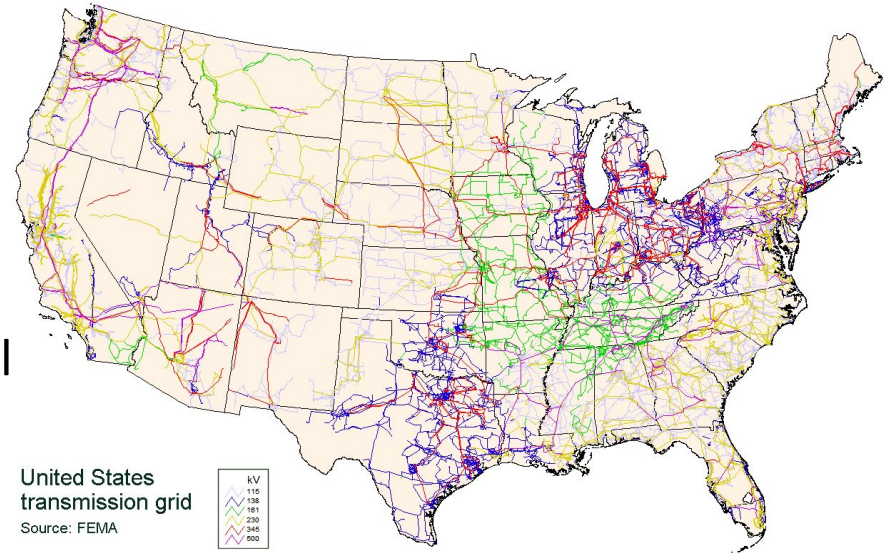 United States
transmission grid
Source: FEMA
kV
115
138
161
230
345
500